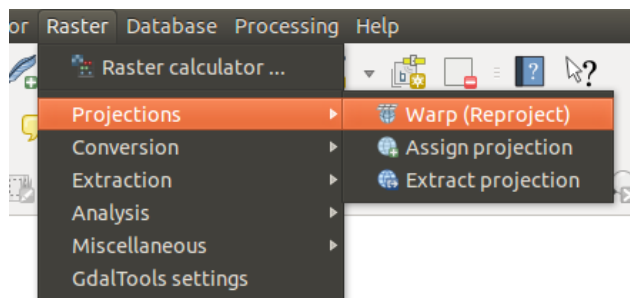 or Raster Database Processing Help
Raster calculator ...
Projections
Warp (Reproject)
Conversion
Assign projection
Extraction
Extract projection
Analysis
Miscellaneous
GdalTools settings